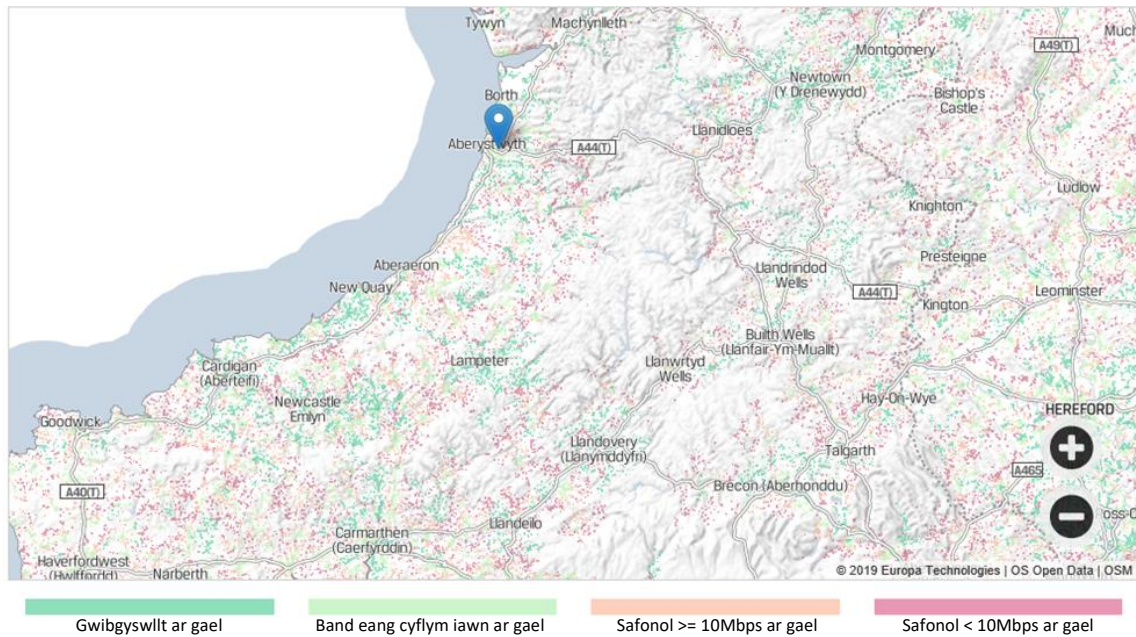 Tywyn
Machynlleth
Montgomery
A49(T)
Much
Newtown
(Y Drenewydd)
Bishop's
Castle
Borth
Aberystwyth
A44(T)
Llanidloes
Ludlow
Knighton
Presteigne
Aberaeron
New Quay
Llandrindod
Wells
A44(T)
Kington
Leominster
Builth Wells
(Llanfair-Ym-Muallt)
Cardigan
(Aberteifi)
Lampeter
Llanwrtyd
Wells
Newcastle
Emlyn
Hay-On-Wye
HEREFORD
Goodwick
Llandovery
(Llanymddyfri)
Talgarth
A465
A40(T)
Brecon (Aberhonddu)
oss-O
Llandeilo
Carmarthen
(Caerfyrddin)
Haverfordwest
(Hwlffordd)
Narberth
© 2019 Europa Technologies | OS Open Data | OSM
Gwibgyswllt ar gael
Band eang cyflym iawn ar gael
Safonol >= 10Mbps ar gael
Safonol < 10Mbps ar gael